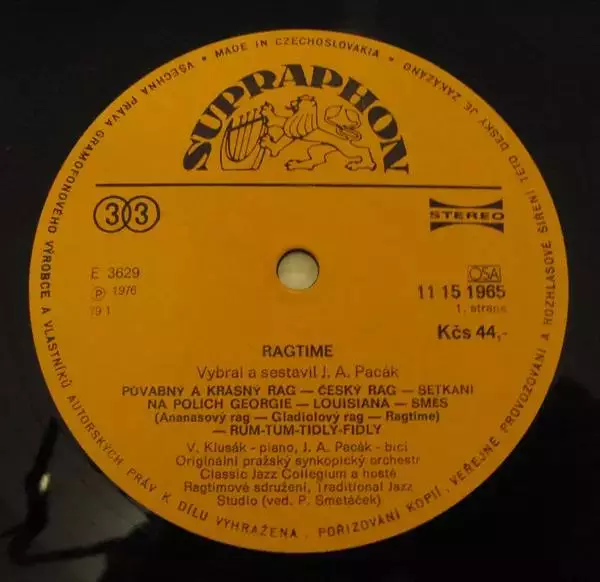 VŠECHNA PRÁVA GRAMOFONOVÉHO VÝROBCE A VLASTNÍKŮ AUTORSKÝCH PRÁV K DÍLU VYHRAŽENA • POŘIZOVÁNÍ KOPIÍ, VEŘEJNÉ PROVOZOVÁNÍ A ROZHLASOVÉ ŠÍŘENÍ TÉTO DESKY JE ZAKÁZÁNO • MADE IN CZECHOSLOVAKIA •
SUPRAPHON
33
STEREO
E 3629
OSA
℗ 1976
11 15 1965
19 1
1. strana
Kčs 44,-
RAGTIME
Vybral a sestavil J. A. Pacák
PŮVABNÝ A KRÁSNÝ RAG — ČESKÝ RAG — SETKÁNÍ
NA POLÍCH GEORGIE — LOUISIANA — SMĚS
(Ananasový rag — Gladiolový rag — Ragtime)
— RUM-TUM-TIDLY-FIDLY
V. Klusák - piano, J. A. Pacák - bicí
Originální pražský synkopický orchestr
Classic Jazz Collegium a hosté
Ragtimové sdružení, Traditional Jazz
Studio (ved. P. Smetáček)